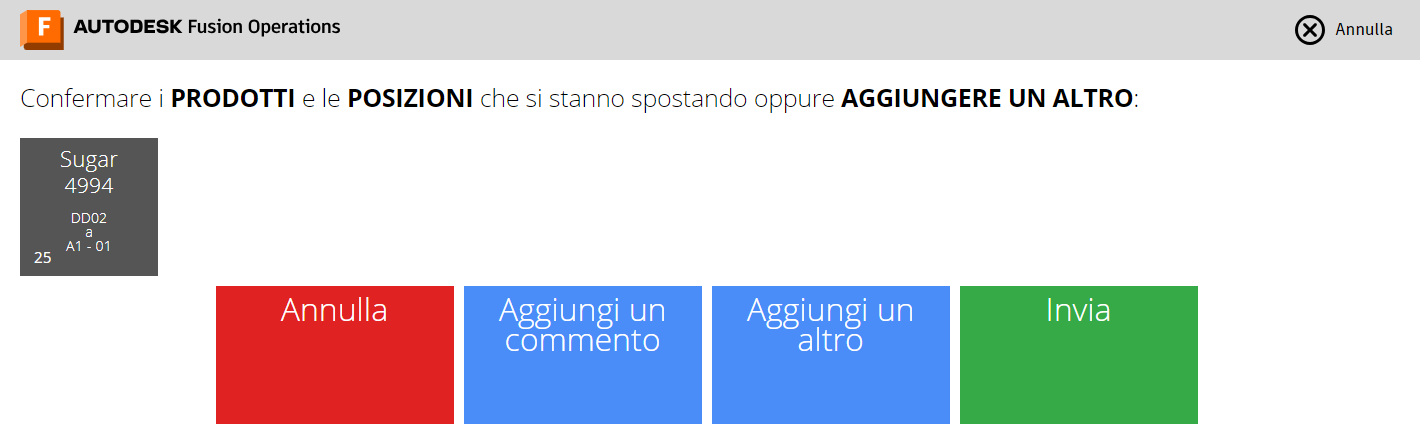 F AUTODESK Fusion Operations
Annulla
Confermare i PRODOTTI e le POSIZIONI che si stanno spostando oppure AGGIUNGERE UN ALTRO:
Sugar
4994
DD02
a
A1 - 01
25
Annulla
Aggiungi un
commento
Aggiungi un
altro
Invia